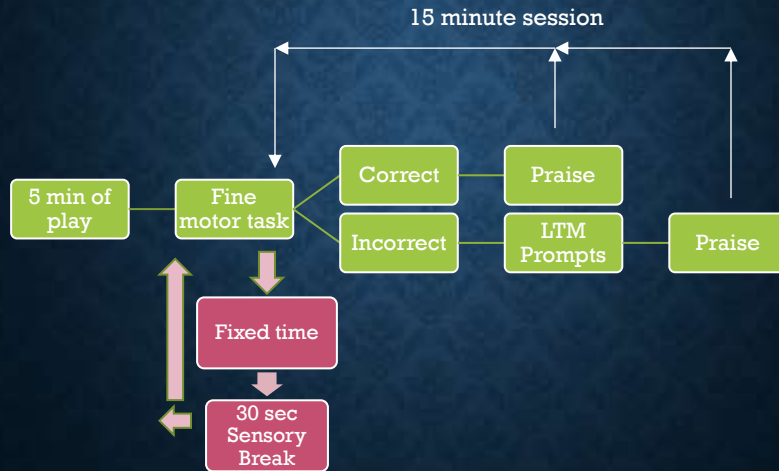 15 minute session
5 min of
play
Fine
motor task
Correct
Praise
Incorrect
LTM
Prompts
Praise
Fixed time
30 sec
Sensory
Break